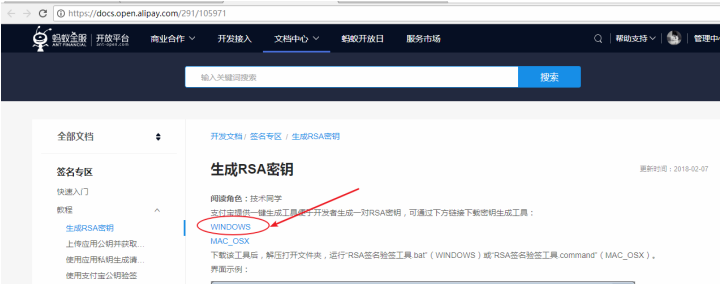 https://docs.open.alipay.com/291/105971
蚂蚁金服 开放平台
ANT FINANCIAL ant-open.com
商业合作 开发接入 文档中心 蚂蚁开放日 服务市场 帮助支持 管理中
输入关键词搜索 搜索
全部文档
开放文档 / 签名专区 / 生成RSA密钥
签名专区
生成RSA密钥
更新时间：2018-02-07
快速入门
阅读角色：技术同学
教程
支付宝提供一键生成工具便于开发者生成一对RSA密钥，可通过下方链接下载密钥生成工具：
生成RSA密钥
WINDOWS
上传应用公钥并获取...
MAC_OSX
使用应用私钥生成请...
下载该工具后，解压打开文件夹，运行“RSA签名验签工具.bat”（WINDOWS）或“RSA签名验签工具.command”（MAC_OSX）。
使用支付宝公钥验签
界面示例：